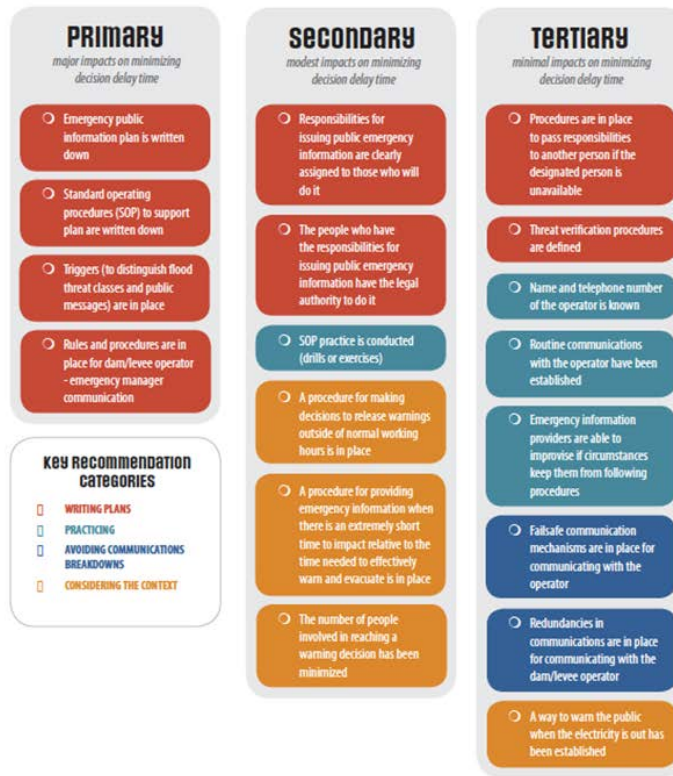 PRIMARY
major impacts on minimizing
decision delay time
Emergency public
information plan is written
down
Standard operating
procedures (SOP) to support
plan are written down
Triggers (to distinguish flood
threat classes and public
messages) are in place
Rules and procedures are in
place for dam/levee operator
- emergency manager
communication
Key Recommendation
Categories
WRITING PLANS
PRACTICING
AVOIDING COMMUNICATIONS
BREAKDOWNS
CONSIDERING THE CONTEXT
SECONDARY
modest impacts on minimizing
decision delay time
Responsibilities for
issuing public emergency
information are clearly
assigned to those who will
do it
The people who have
the responsibilities for
issuing public emergency
information have the legal
authority to do it
SOP practice is conducted
(drills or exercises)
A procedure for making
decisions to release warnings
outside of normal working
hours is in place
A procedure for providing
emergency information when
there is an extremely short
time to impact relative to the
time needed to effectively
warn and evacuate is in place
The number of people
involved in reaching a
warning decision has been
minimized
TERTIARY
minimal impacts on minimizing
decision delay time
Procedures are in place
to pass responsibilities
to another person if the
designated person is
unavailable
Threat verification procedures
are defined
Name and telephone number
of the operator is known
Routine communications
with the operator have been
established
Emergency information
providers are able to
improvise if circumstances
keep them from following
procedures
Failsafe communication
mechanisms are in place for
communicating with the
operator
Redundancies in
communications are in place
for communicating with the
dam/levee operator
A way to warn the public
when the electricity is out has
been established